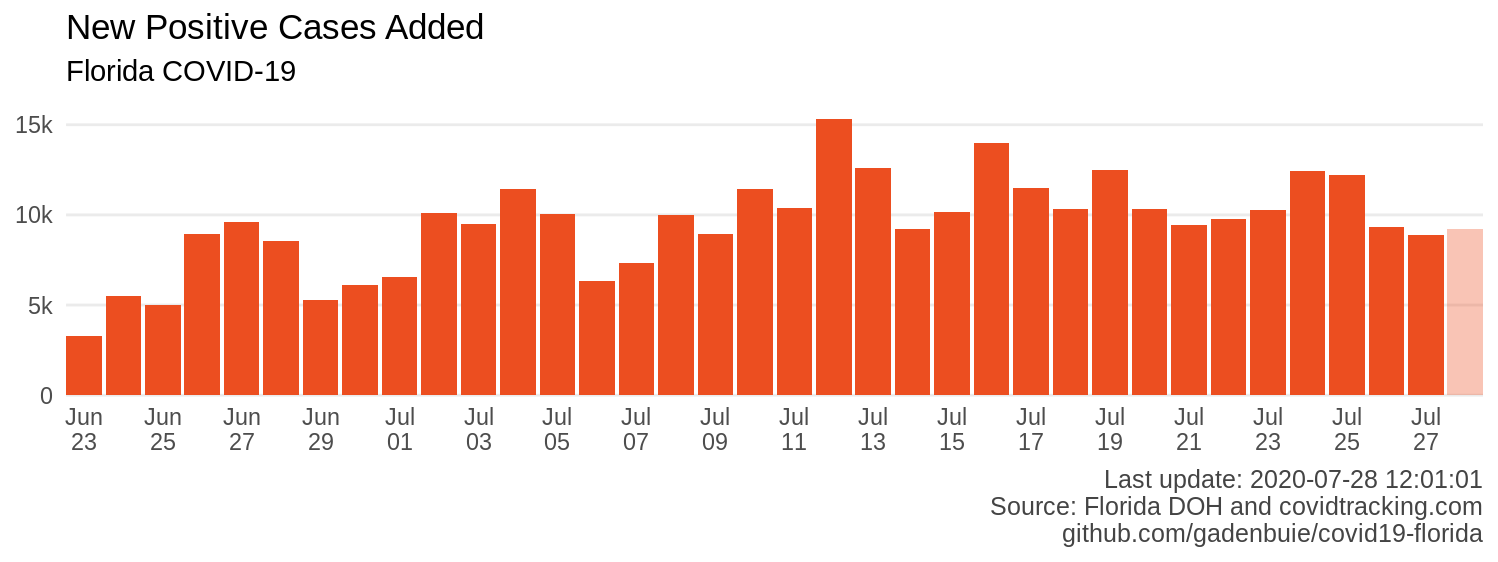 New Positive Cases Added
Florida COVID-19
15k
10k
5k
0
Jun Jun Jun Jun Jul Jul Jul Jul Jul Jul Jul Jul Jul Jul Jul Jul Jul Jul
23 25 27 29 01 03 05 07 09 11 13 15 17 19 21 23 25 27
Last update: 2020-07-28 12:01:01
Source: Florida DOH and covidtracking.com
github.com/gadenbuie/covid19-florida